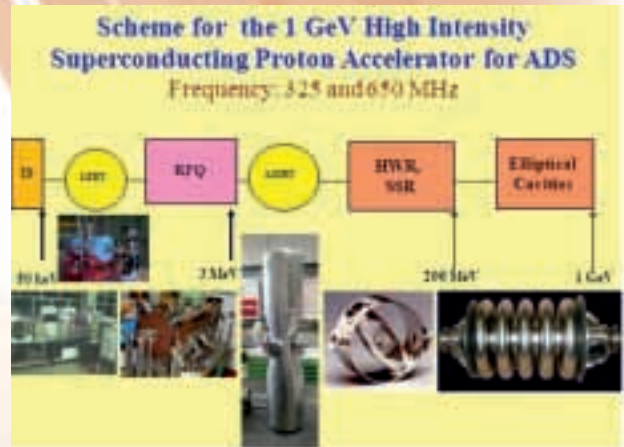 Scheme for the 1 GeV High Intensity
Superconducting Proton Accelerator for ADS
Frequency: 325 and 650 MHz
IS
LEBT
RFQ
MEBT
HWR,
SSR
Elliptical
Cavities
50 keV
3 MeV
200 MeV
1 GeV